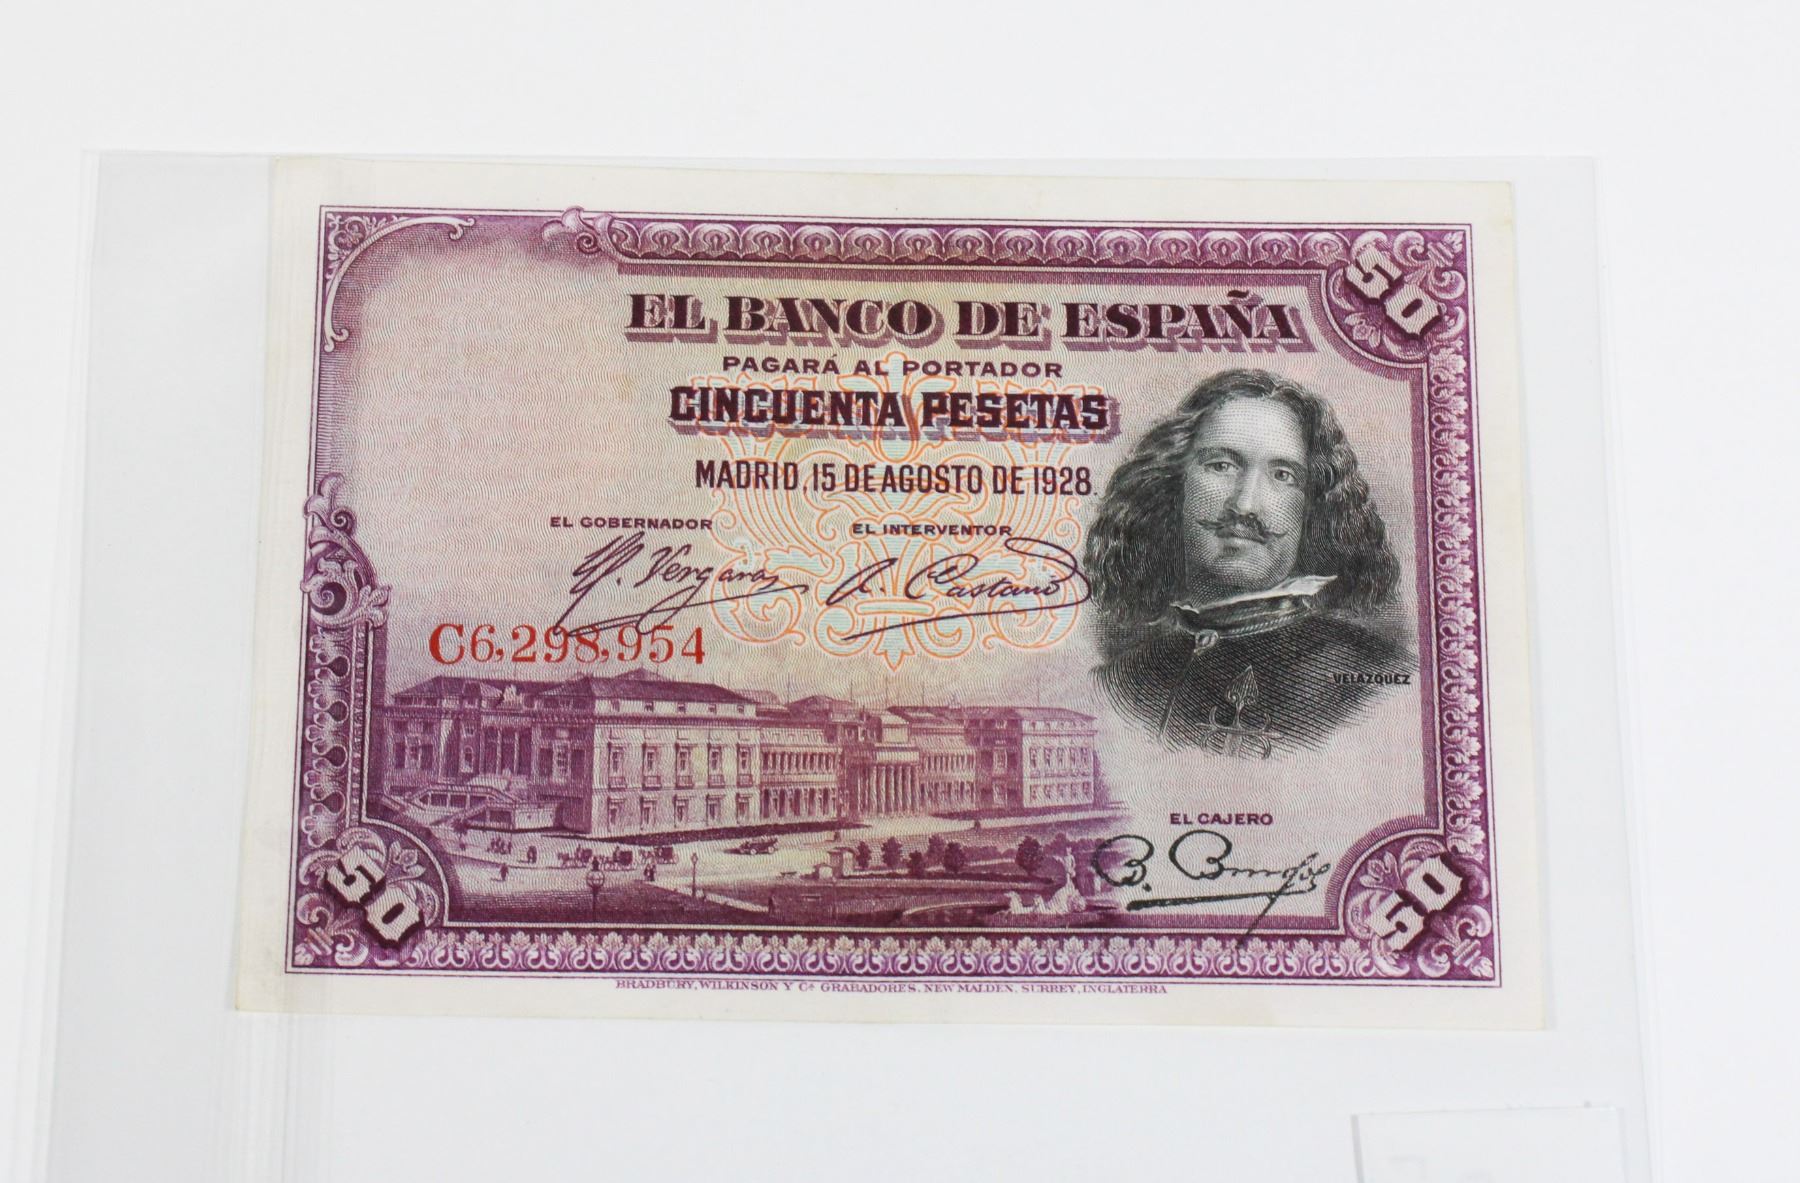 50
EL BANCO DE ESPAÑA
PAGARÁ AL PORTADOR
CINCUENTA PESETAS
MADRID, 15 DE AGOSTO DE 1928.
EL GOBERNADOR
EL INTERVENTOR
C6,298,954
VELAZQUEZ
EL CAJERO
50
50
BRADBURY, WILKINSON Y Cª GRABADORES, NEW MALDEN, SURREY, INGLATERRA